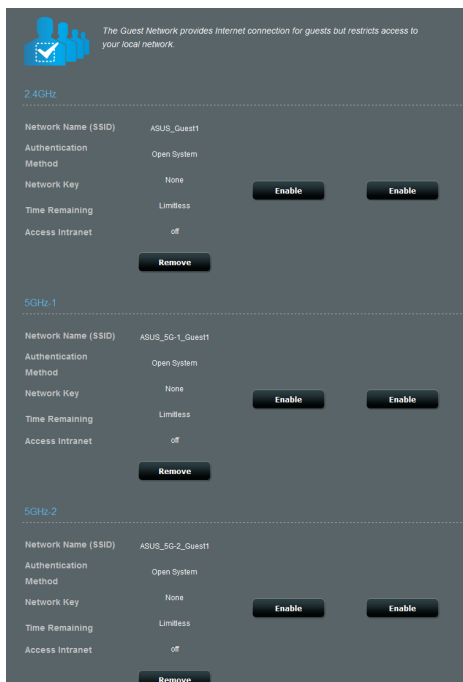 The Guest Network provides Internet connection for guests but restricts access to
your local network.
2.4GHz
Network Name (SSID) ASUS_Guest1
Authentication
Method Open System
Network Key None
Enable Enable
Time Remaining Limitless
Access Intranet off
Remove
5GHz-1
Network Name (SSID) ASUS_5G-1_Guest1
Authentication
Method Open System
Network Key None
Enable Enable
Time Remaining Limitless
Access Intranet off
Remove
5GHz-2
Network Name (SSID) ASUS_5G-2_Guest1
Authentication
Method Open System
Network Key None
Enable Enable
Time Remaining Limitless
Access Intranet off
Remove